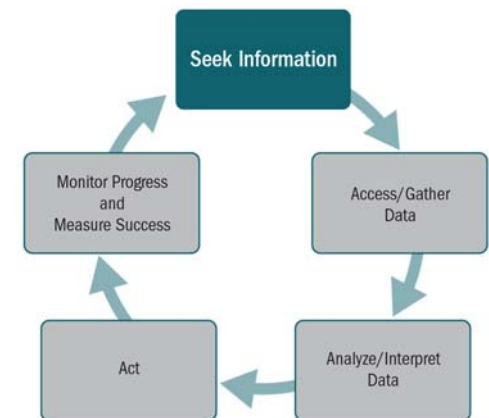 Seek Information
Access/Gather
Data
Analyze/Interpret
Data
Act
Monitor Progress
and
Measure Success